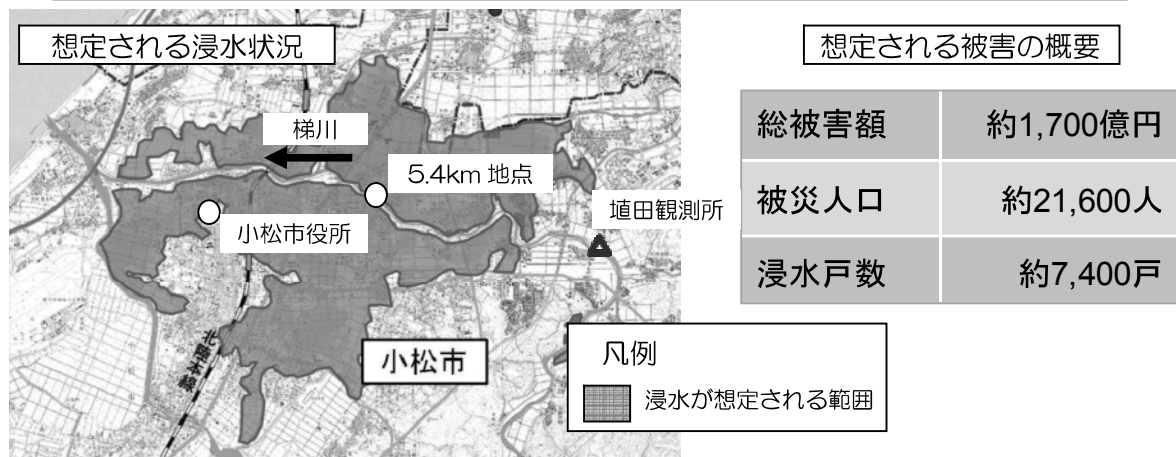 想定される浸水状況
想定される被害の概要
梯川
5.4km 地点
小松市役所
埴田観測所
北陸本線
小松市
凡例
浸水が想定される範囲
総被害額 約1,700億円
被災人口 約21,600人
浸水戸数 約7,400戸